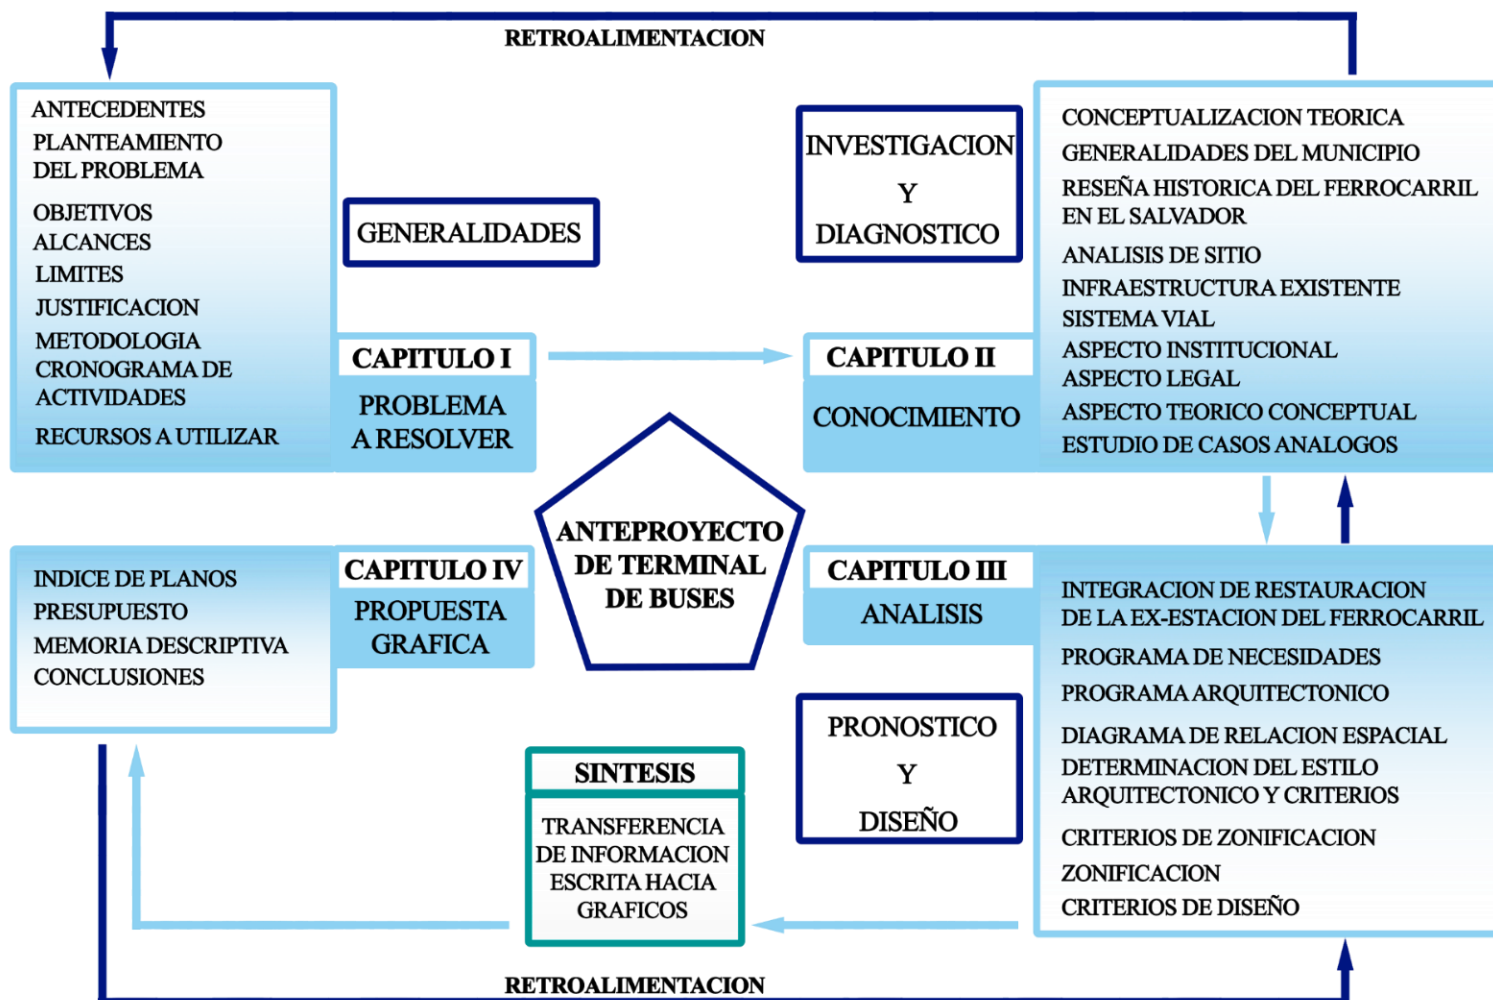 RETROALIMENTACION
ANTECEDENTES
PLANTEAMIENTO
DEL PROBLEMA
OBJETIVOS
ALCANCES
LIMITES
JUSTIFICACION
METODOLOGIA
CRONOGRAMA DE
ACTIVIDADES
RECURSOS A UTILIZAR
GENERALIDADES
CAPITULO I
PROBLEMA
A RESOLVER
INVESTIGACION
Y
DIAGNOSTICO
CAPITULO II
CONOCIMIENTO
CONCEPTUALIZACION TEORICA
GENERALIDADES DEL MUNICIPIO
RESEÑA HISTORICA DEL FERROCARRIL
EN EL SALVADOR
ANALISIS DE SITIO
INFRAESTRUCTURA EXISTENTE
SISTEMA VIAL
ASPECTO INSTITUCIONAL
ASPECTO LEGAL
ASPECTO TEORICO CONCEPTUAL
ESTUDIO DE CASOS ANALOGOS
ANTEPROYECTO
DE TERMINAL
DE BUSES
CAPITULO III
ANALISIS
INTEGRACION DE RESTAURACION
DE LA EX-ESTACION DEL FERROCARRIL
PROGRAMA DE NECESIDADES
PROGRAMA ARQUITECTONICO
DIAGRAMA DE RELACION ESPACIAL
DETERMINACION DEL ESTILO
ARQUITECTONICO Y CRITERIOS
CRITERIOS DE ZONIFICACION
ZONIFICACION
CRITERIOS DE DISEÑO
PRONOSTICO
Y
DISEÑO
SINTESIS
TRANSFERENCIA
DE INFORMACION
ESCRITA HACIA
GRAFICOS
CAPITULO IV
PROPUESTA
GRAFICA
INDICE DE PLANOS
PRESUPUESTO
MEMORIA DESCRIPTIVA
CONCLUSIONES
RETROALIMENTACION